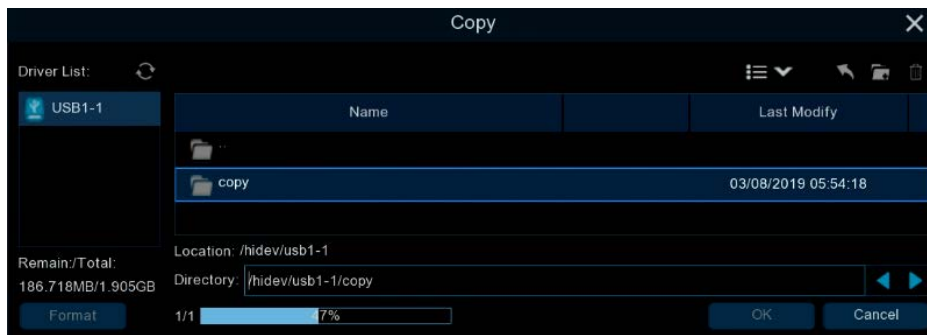 Copy
Driver List:
USB1-1
Name
Last Modify
..
copy
03/08/2019 05:54:18
Location: /hidev/usb1-1
Remain:/Total:
186.718MB/1.905GB
Directory: /hidev/usb1-1/copy
Format
1/1
47%
OK
Cancel